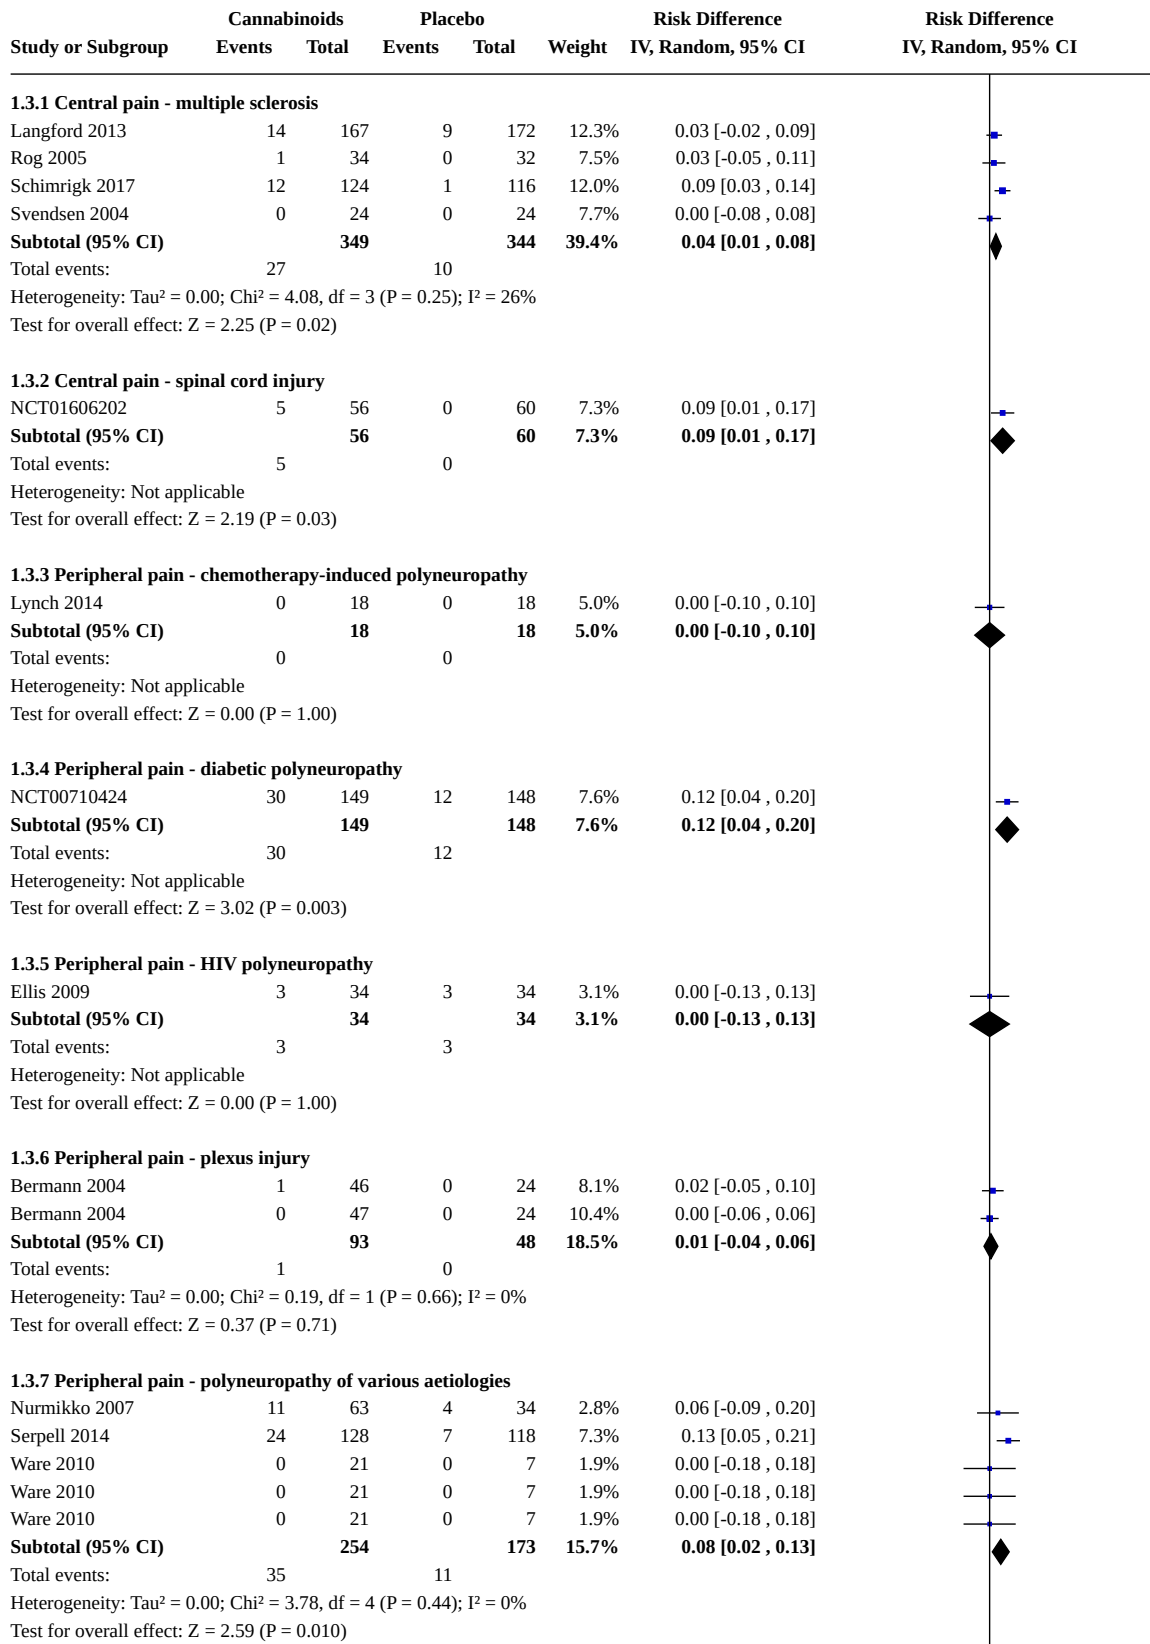 Cannabinoids Placebo Risk Difference Risk Difference
Study or Subgroup Events Total Events Total Weight IV, Random, 95% CI IV, Random, 95% CI
1.3.1 Central pain - multiple sclerosis
Langford 2013 14 167 9 172 12.3% 0.03 [-0.02 , 0.09]
Rog 2005 1 34 0 32 7.5% 0.03 [-0.05 , 0.11]
Schimrigk 2017 12 124 1 116 12.0% 0.09 [0.03 , 0.14]
Svendsen 2004 0 24 0 24 7.7% 0.00 [-0.08 , 0.08]
Subtotal (95% CI) 349 344 39.4% 0.04 [0.01 , 0.08]
Total events: 27 10
Heterogeneity: Tau² = 0.00; Chi² = 4.08, df = 3 (P = 0.25); I² = 26%
Test for overall effect: Z = 2.25 (P = 0.02)
1.3.2 Central pain - spinal cord injury
NCT01606202 5 56 0 60 7.3% 0.09 [0.01 , 0.17]
Subtotal (95% CI) 56 60 7.3% 0.09 [0.01 , 0.17]
Total events: 5 0
Heterogeneity: Not applicable
Test for overall effect: Z = 2.19 (P = 0.03)
1.3.3 Peripheral pain - chemotherapy-induced polyneuropathy
Lynch 2014 0 18 0 18 5.0% 0.00 [-0.10 , 0.10]
Subtotal (95% CI) 18 18 5.0% 0.00 [-0.10 , 0.10]
Total events: 0 0
Heterogeneity: Not applicable
Test for overall effect: Z = 0.00 (P = 1.00)
1.3.4 Peripheral pain - diabetic polyneuropathy
NCT00710424 30 149 12 148 7.6% 0.12 [0.04 , 0.20]
Subtotal (95% CI) 149 148 7.6% 0.12 [0.04 , 0.20]
Total events: 30 12
Heterogeneity: Not applicable
Test for overall effect: Z = 3.02 (P = 0.003)
1.3.5 Peripheral pain - HIV polyneuropathy
Ellis 2009 3 34 3 34 3.1% 0.00 [-0.13 , 0.13]
Subtotal (95% CI) 34 34 3.1% 0.00 [-0.13 , 0.13]
Total events: 3 3
Heterogeneity: Not applicable
Test for overall effect: Z = 0.00 (P = 1.00)
1.3.6 Peripheral pain - plexus injury
Bermann 2004 1 46 0 24 8.1% 0.02 [-0.05 , 0.10]
Bermann 2004 0 47 0 24 10.4% 0.00 [-0.06 , 0.06]
Subtotal (95% CI) 93 48 18.5% 0.01 [-0.04 , 0.06]
Total events: 1 0
Heterogeneity: Tau² = 0.00; Chi² = 0.19, df = 1 (P = 0.66); I² = 0%
Test for overall effect: Z = 0.37 (P = 0.71)
1.3.7 Peripheral pain - polyneuropathy of various aetiologies
Nurmikko 2007 11 63 4 34 2.8% 0.06 [-0.09 , 0.20]
Serpell 2014 24 128 7 118 7.3% 0.13 [0.05 , 0.21]
Ware 2010 0 21 0 7 1.9% 0.00 [-0.18 , 0.18]
Ware 2010 0 21 0 7 1.9% 0.00 [-0.18 , 0.18]
Ware 2010 0 21 0 7 1.9% 0.00 [-0.18 , 0.18]
Subtotal (95% CI) 254 173 15.7% 0.08 [0.02 , 0.13]
Total events: 35 11
Heterogeneity: Tau² = 0.00; Chi² = 3.78, df = 4 (P = 0.44); I² = 0%
Test for overall effect: Z = 2.59 (P = 0.010)